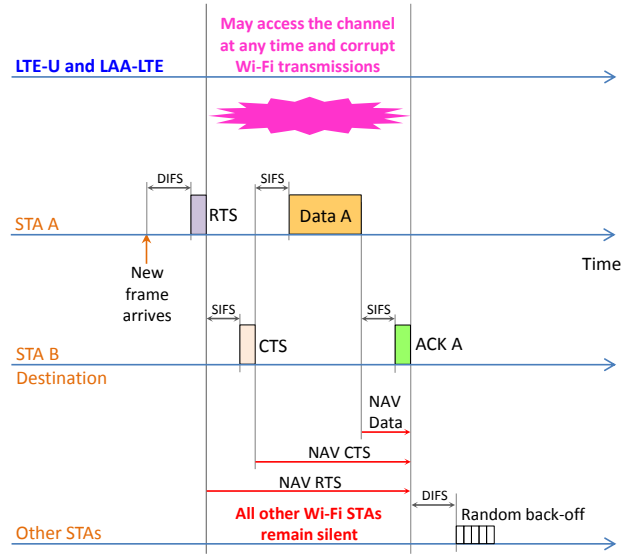 May access the channel
at any time and corrupt
Wi-Fi transmissions
LTE-U and LAA-LTE
DIFS
SIFS
RTS
Data A
STA A
Time
New
frame
arrives
SIFS
SIFS
CTS
ACK A
STA B
Destination
NAV
Data
NAV CTS
NAV RTS
DIFS
All other Wi-Fi STAs
remain silent
Random back-off
Other STAs